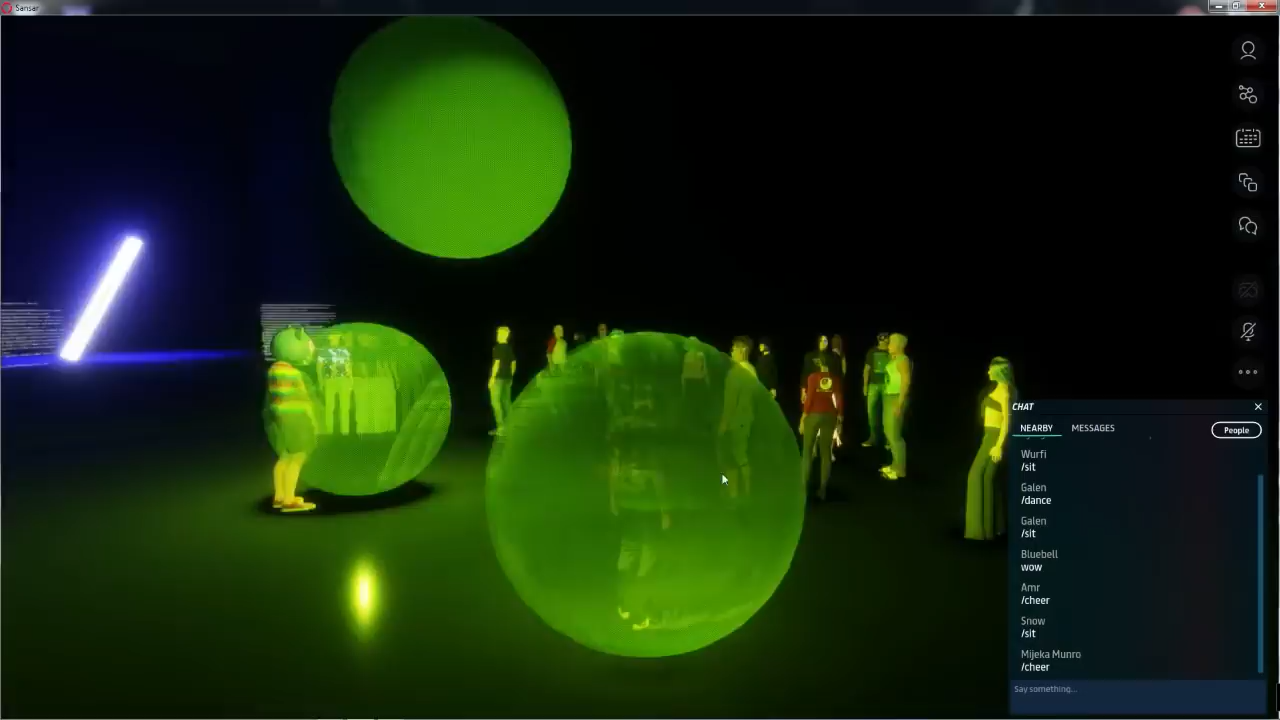 Sansar
CHAT
NEARBY
MESSAGES
People
Wurfi
/sit
Galen
/dance
Galen
/sit
Bluebell
wow
Amr
/cheer
Snow
/sit
Mijeka Munro
/cheer
Say something...